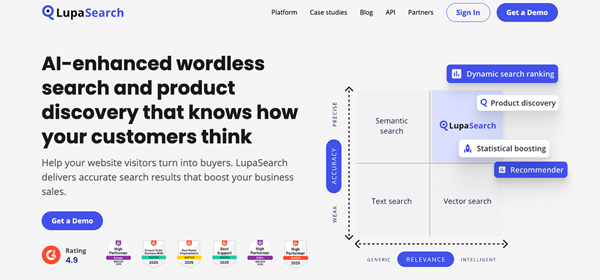 LupaSearch
Platform
Case studies
Blog
API
Partners
Sign In
Get a Demo
AI-enhanced wordless
search and product
discovery that knows how
your customers think
Help your website visitors turn into buyers. LupaSearch
delivers accurate search results that boost your business
sales.
Get a Demo
Rating
4.9
High
Performer
2025
2025
2025
Best
Support
2025
High
Performer
2025
High
Performer
2025
Dynamic search ranking
Product discovery
LupaSearch
Statistical boosting
Recommender
Semantic
search
Text search
Vector search
PRECISE
ACCURACY
WEAK
GENERIC
RELEVANCE
INTELLIGENT